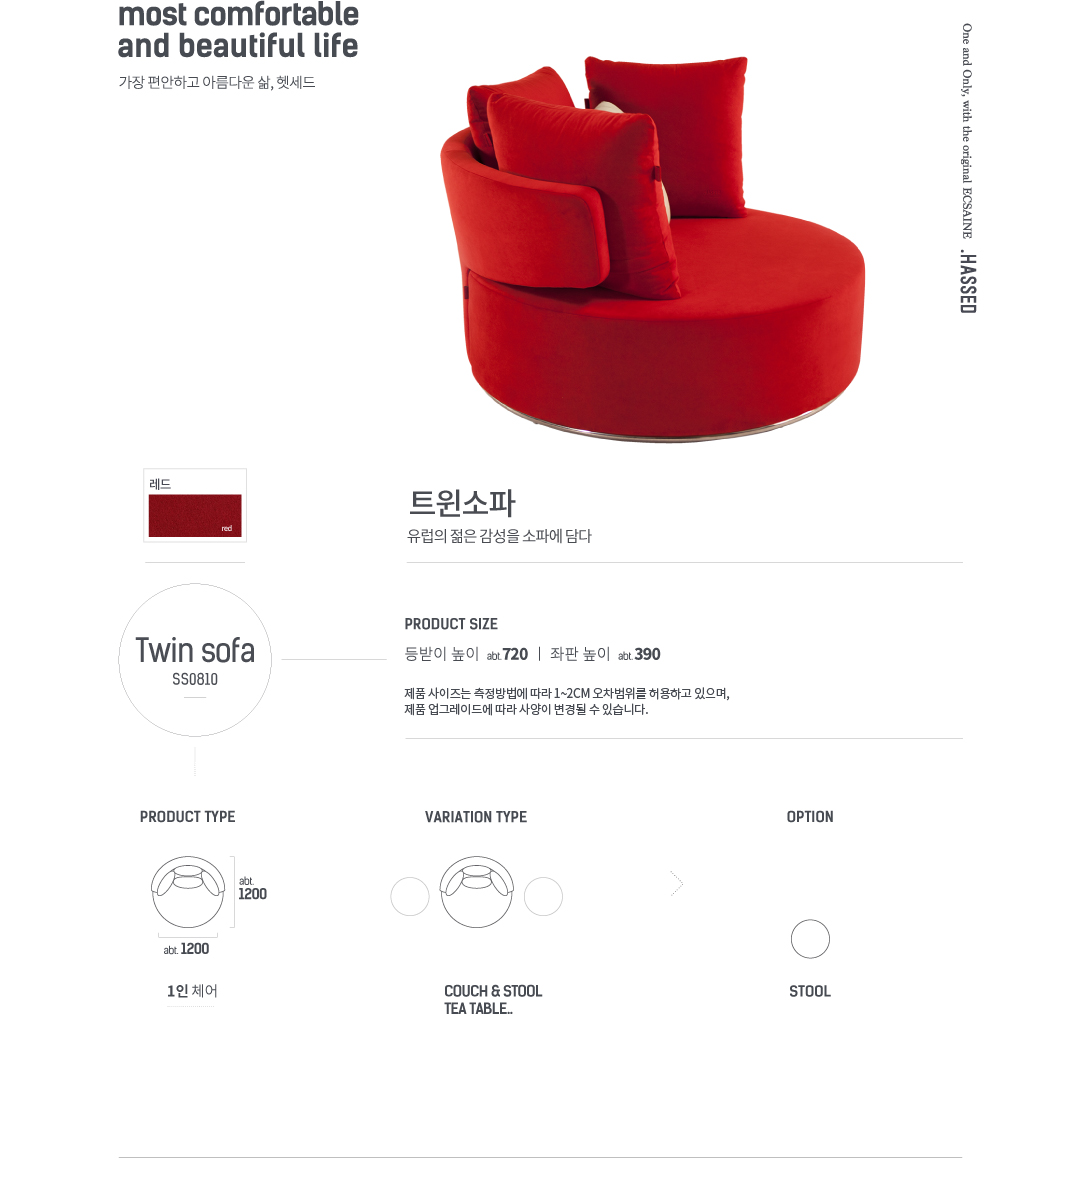 most comfortable
and beautiful life
가장 편안하고 아름다운 삶, 헷세드
One and Only, with the original ECSAINE .HASSED
레드
red
트윈소파
유럽의 젊은 감성을 소파에 담다
Twin sofa
SS0810
PRODUCT SIZE
등받이 높이 abt.720 | 좌판 높이 abt.390
제품 사이즈는 측정방법에 따라 1~2CM 오차범위를 허용하고 있으며,
제품 업그레이드에 따라 사양이 변경될 수 있습니다.
PRODUCT TYPE
abt.
1200
abt. 1200
1인 체어
VARIATION TYPE
COUCH & STOOL
TEA TABLE..
OPTION
STOOL